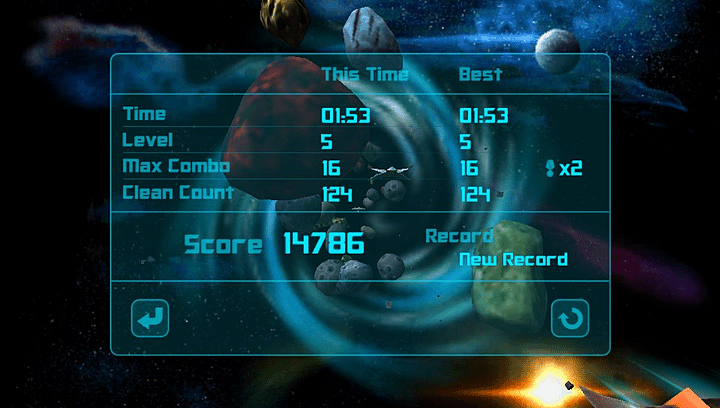 This Time Best
Time 01:53 01:53
Level 5 5
Max Combo 16 16 x2
Clean Count 124 124
Score 14786 Record
New Record